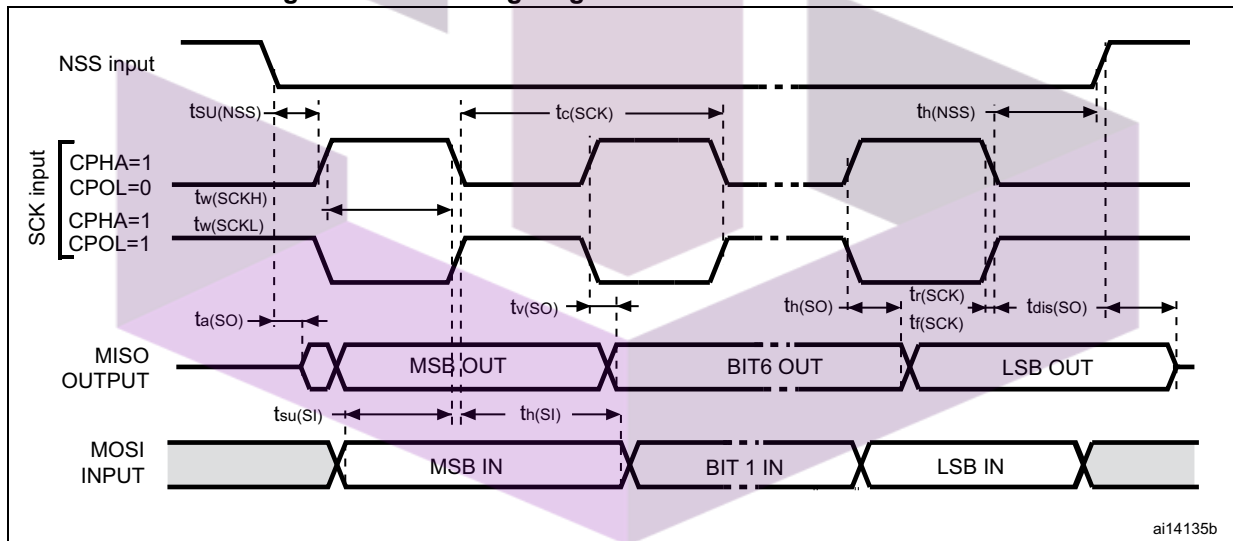 NSS input
tSU(NSS)
tc(SCK)
th(NSS)
SCK input
CPHA=1
CPOL=0
tw(SCKH)
CPHA=1
tw(SCKL)
CPOL=1
ta(SO)
tv(SO)
th(SO)
tr(SCK)
tf(SCK)
tdis(SO)
MISO
OUTPUT
MSB OUT
BIT6 OUT
LSB OUT
tsu(SI)
th(SI)
MOSI
INPUT
MSB IN
BIT 1 IN
LSB IN
ai14135b